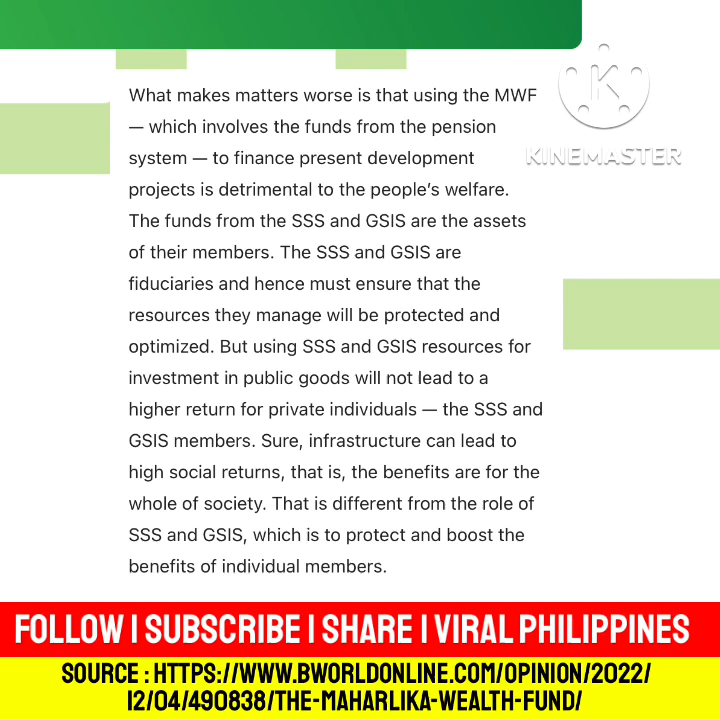 KINEMASTER
What makes matters worse is that using the MWF
— which involves the funds from the pension
system — to finance present development
projects is detrimental to the people’s welfare.
The funds from the SSS and GSIS are the assets
of their members. The SSS and GSIS are
fiduciaries and hence must ensure that the
resources they manage will be protected and
optimized. But using SSS and GSIS resources for
investment in public goods will not lead to a
higher return for private individuals — the SSS and
GSIS members. Sure, infrastructure can lead to
high social returns, that is, the benefits are for the
whole of society. That is different from the role of
SSS and GSIS, which is to protect and boost the
benefits of individual members.
FOLLOW | SUBSCRIBE | SHARE | VIRAL PHILIPPINES
SOURCE : HTTPS://WWW.BWORLDONLINE.COM/OPINION/2022/
12/04/490838/THE-MAHARLIKA-WEALTH-FUND/